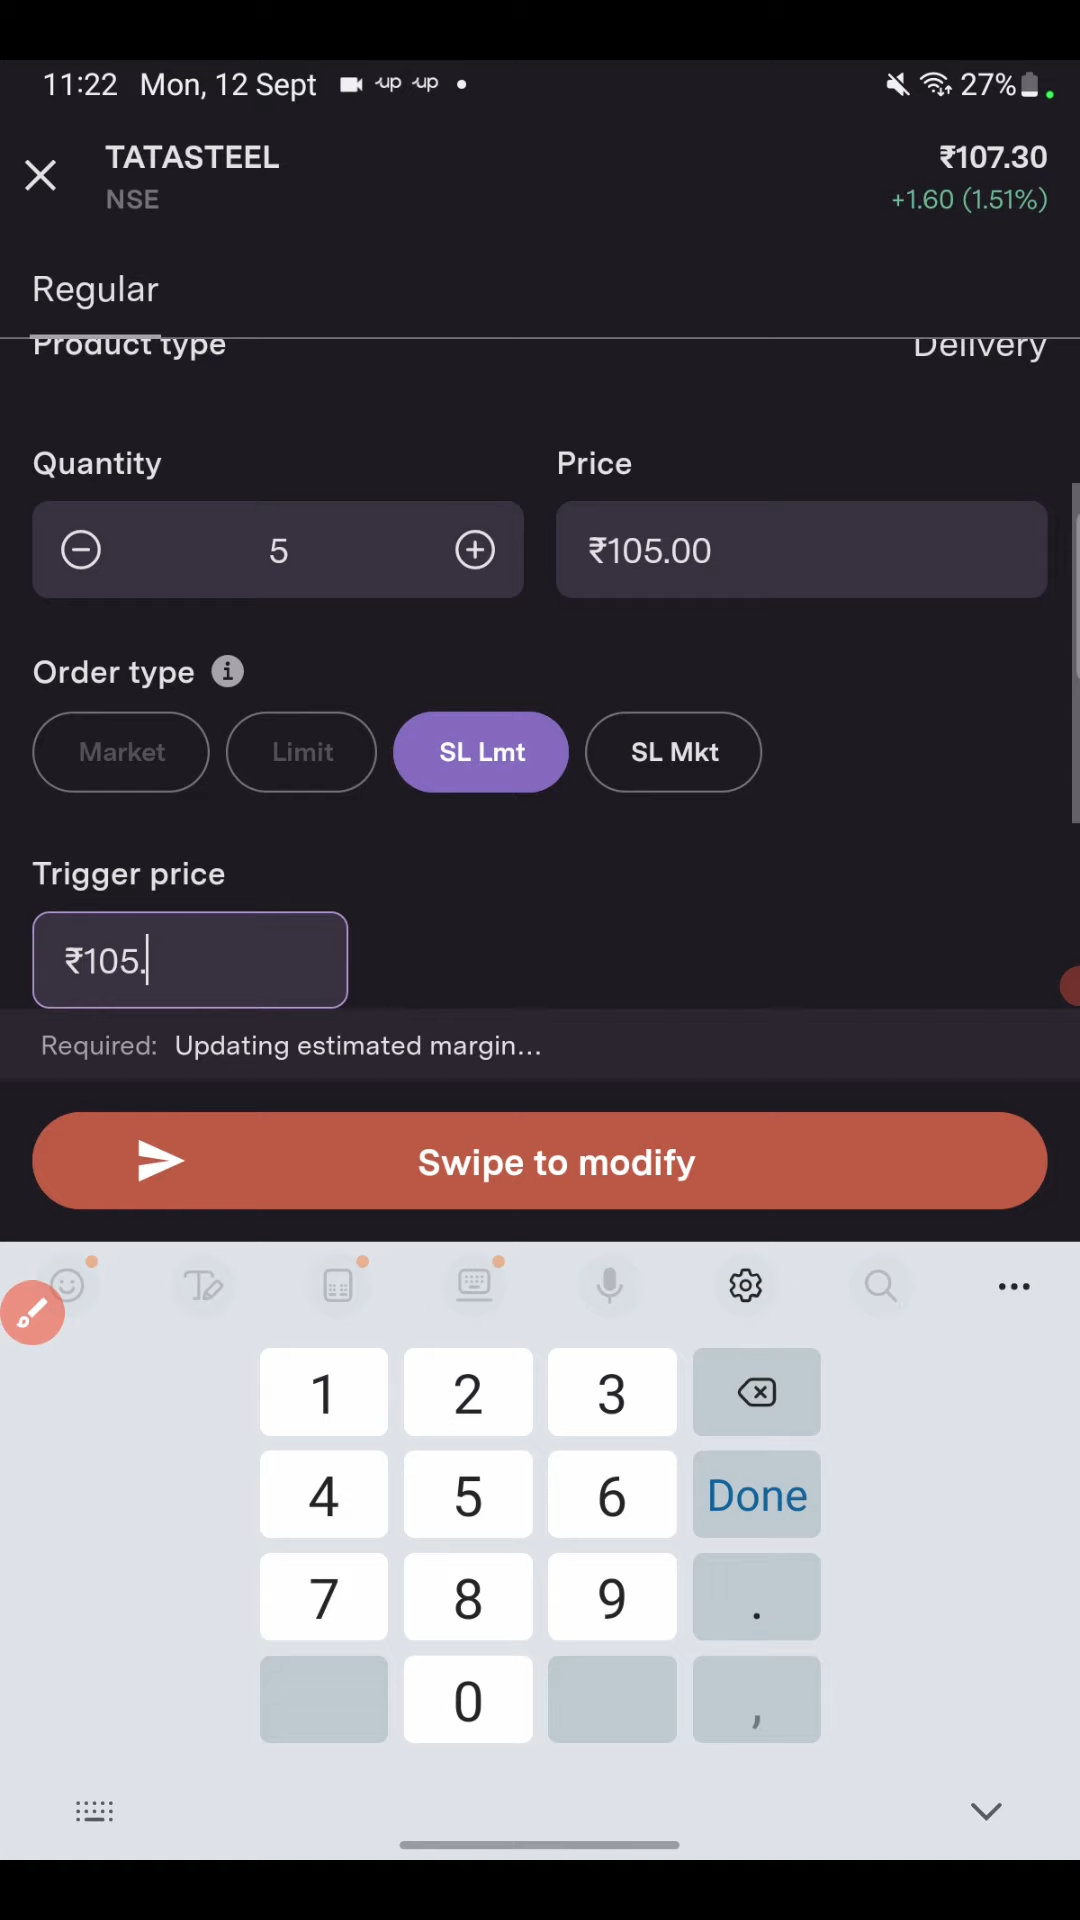 11:22 Mon, 12 Sept up up 27%
TATASTEEL ₹107.30
NSE +1.60 (1.51%)
Regular
Product type Delivery
Quantity Price
5 ₹105.00
Order type i
Market Limit SL Lmt SL Mkt
Trigger price
₹105.
Required: Updating estimated margin...
Swipe to modify
1 2 3
4 5 6 Done
7 8 9 .
0 ,